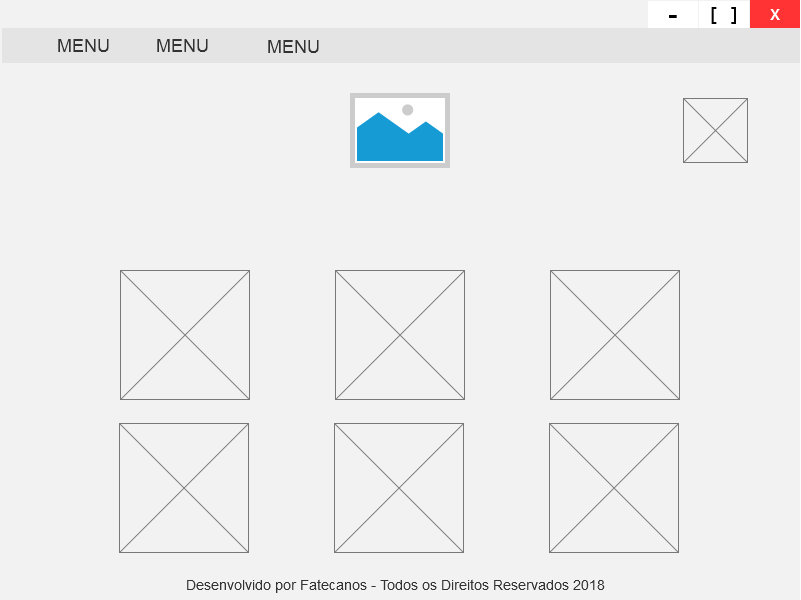 - [ ] X
MENU MENU MENU
Desenvolvido por Fatecanos - Todos os Direitos Reservados 2018